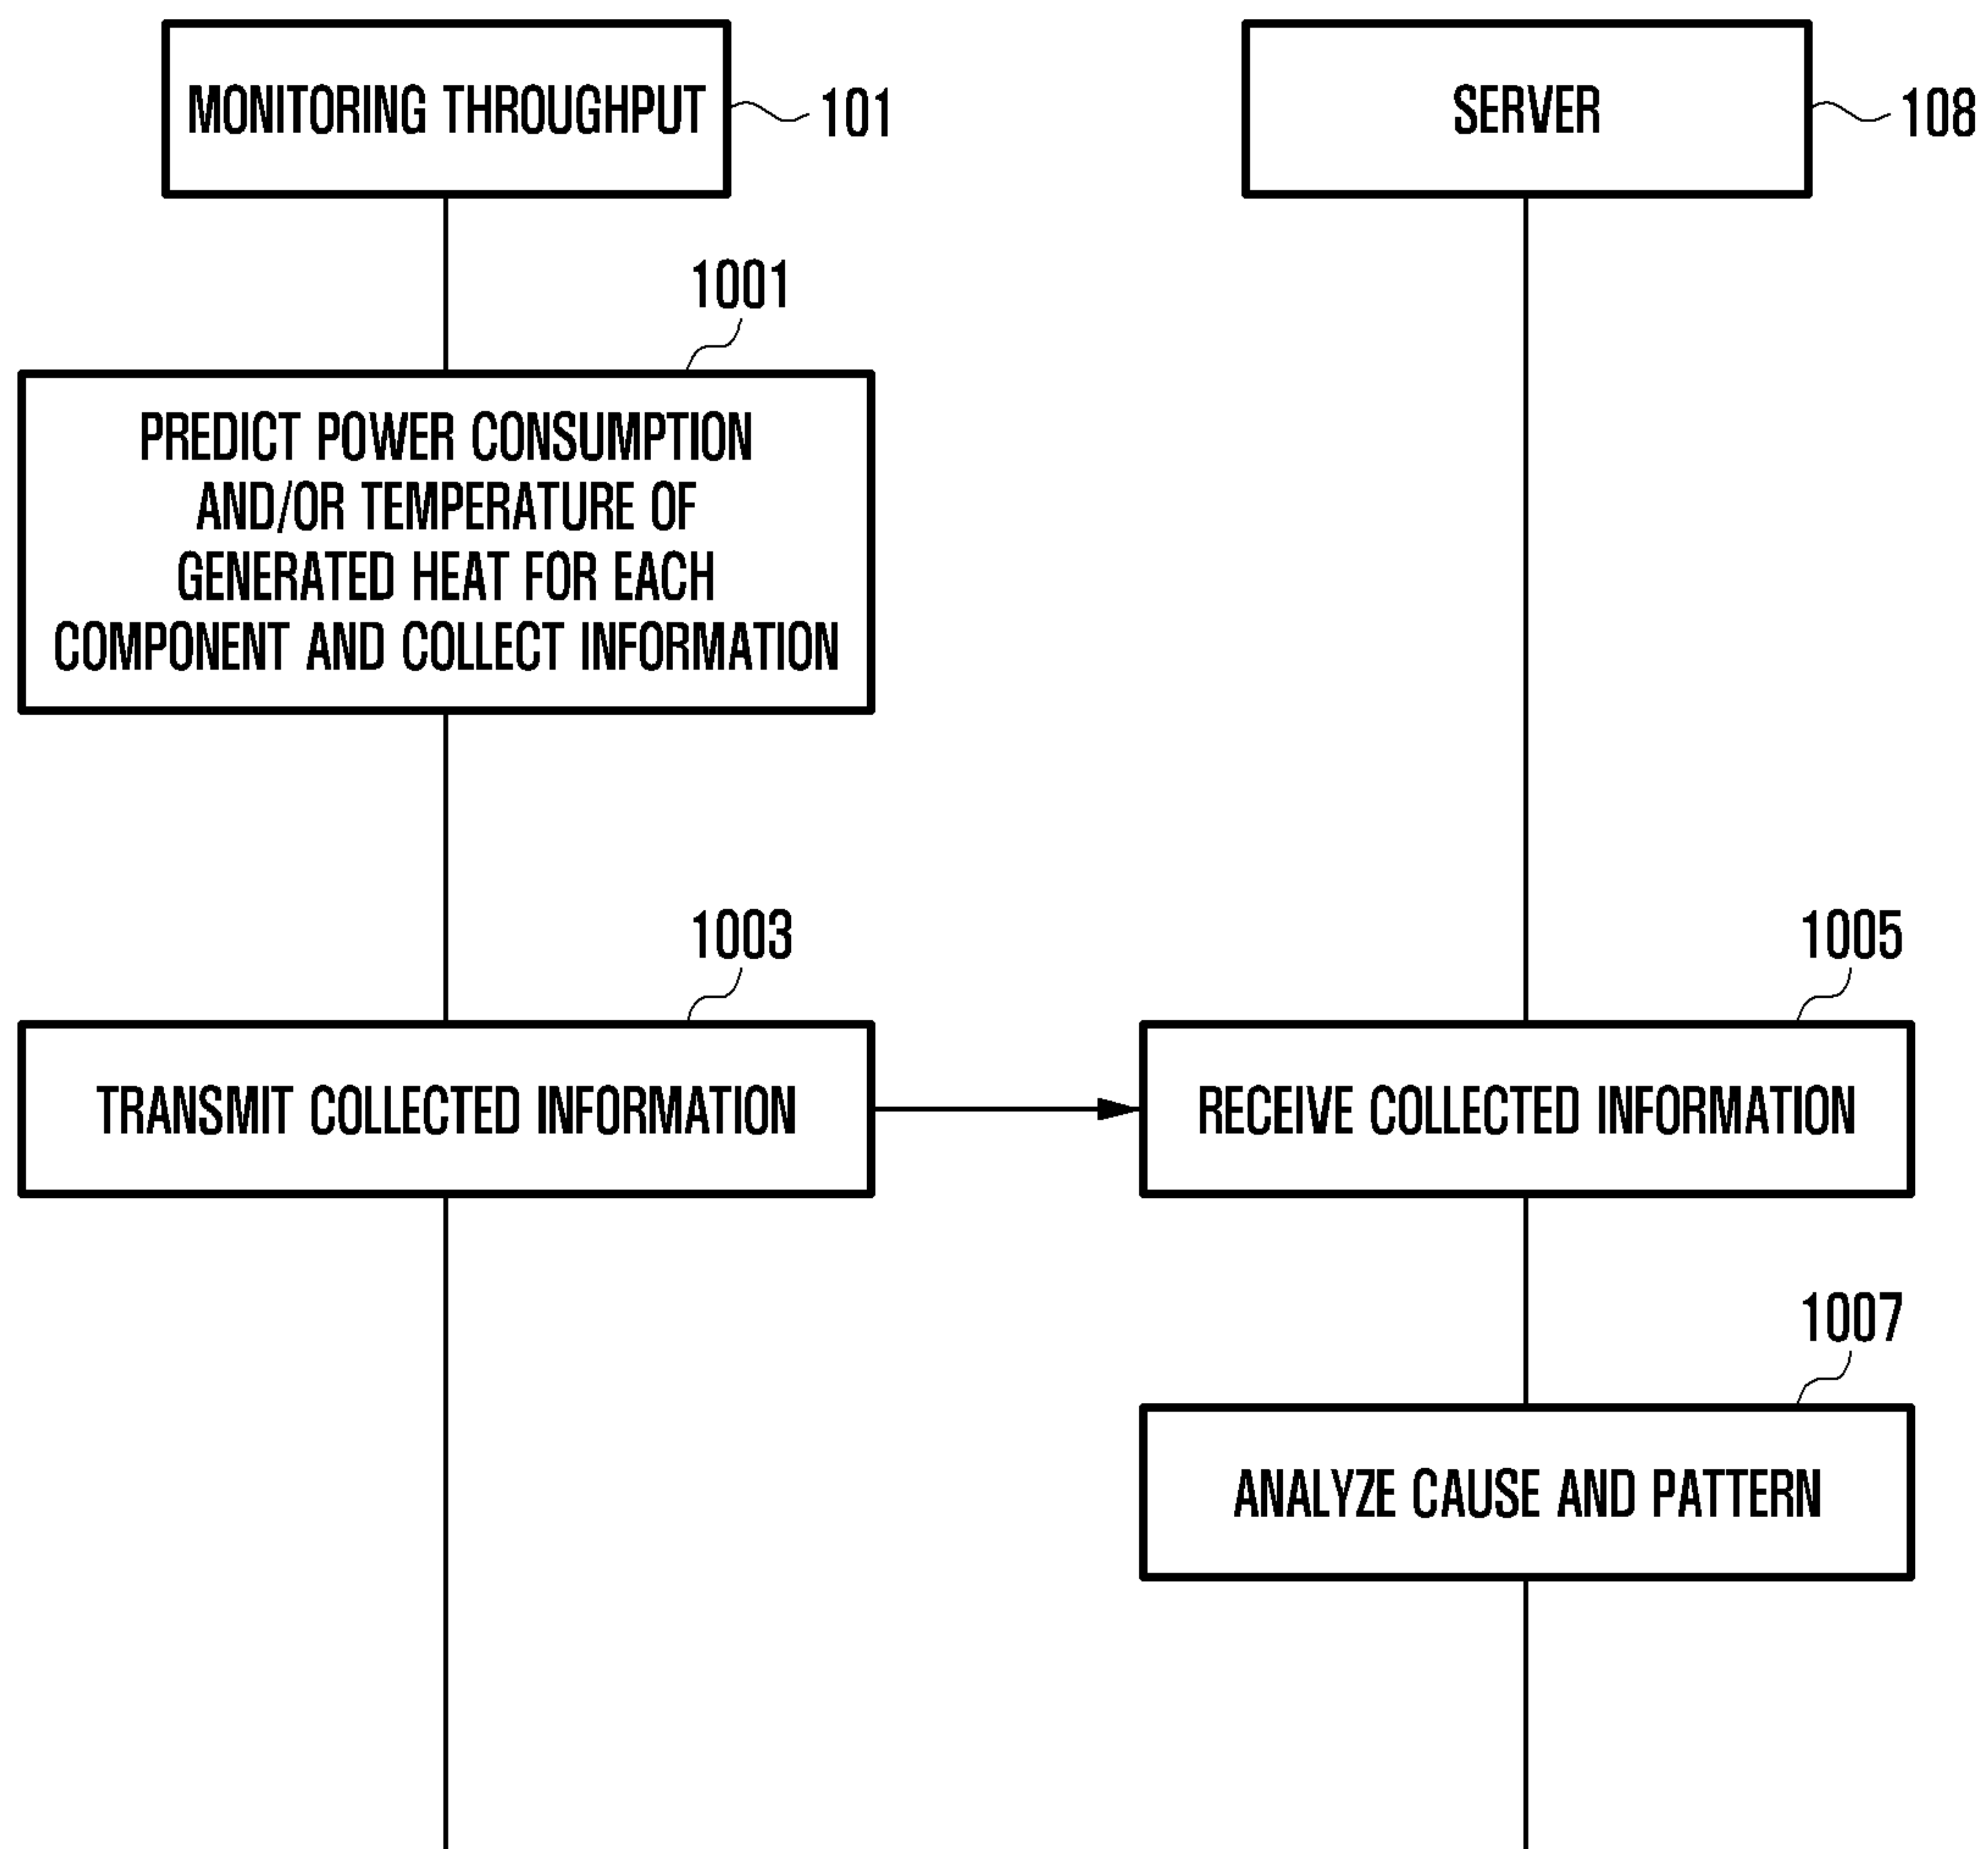 MONITORING THROUGHPUT
101
SERVER
108
1001
PREDICT POWER CONSUMPTION
AND/OR TEMPERATURE OF
GENERATED HEAT FOR EACH
COMPONENT AND COLLECT INFORMATION
1003
TRANSMIT COLLECTED INFORMATION
1005
RECEIVE COLLECTED INFORMATION
1007
ANALYZE CAUSE AND PATTERN